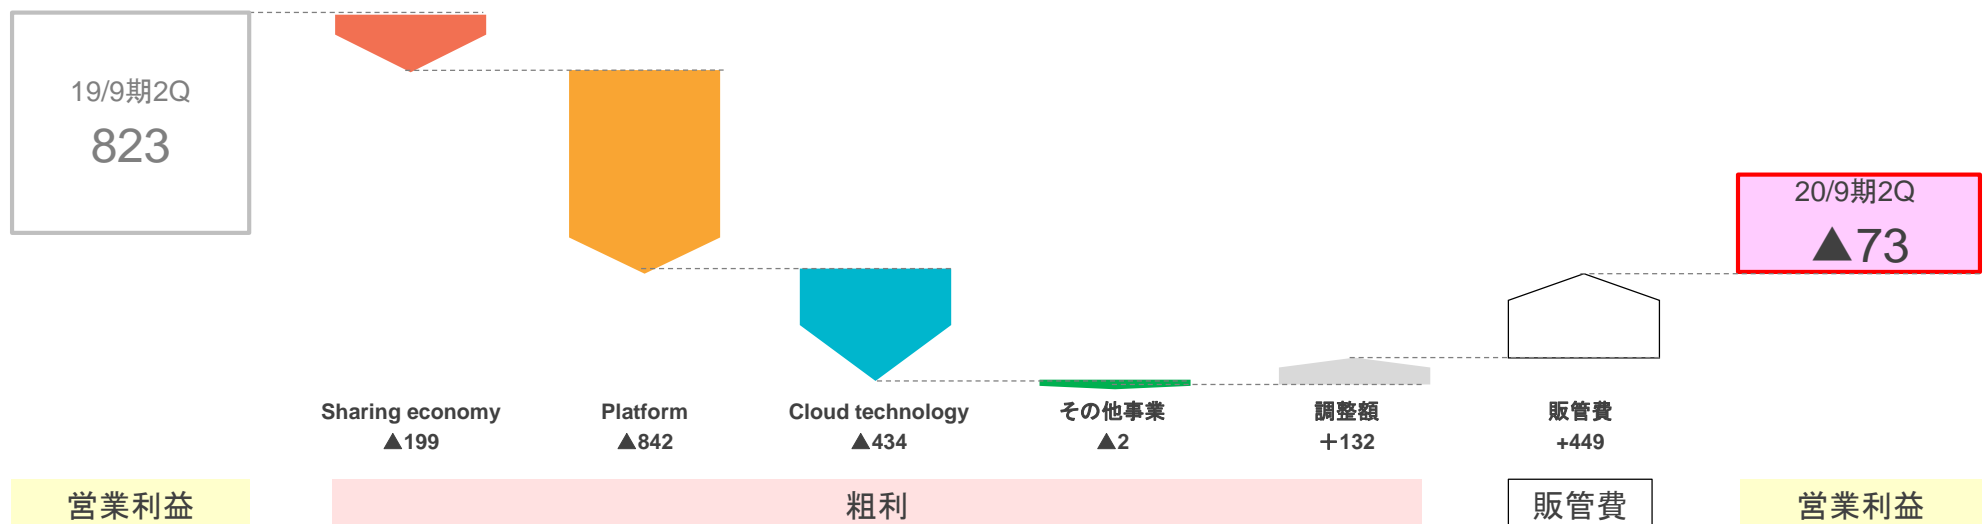 19/9期2Q
823
20/9期2Q
▲73
Sharing economy
▲199
Platform
▲842
Cloud technology
▲434
その他事業
▲2
調整額
＋132
販管費
+449
営業利益
粗利
販管費
営業利益